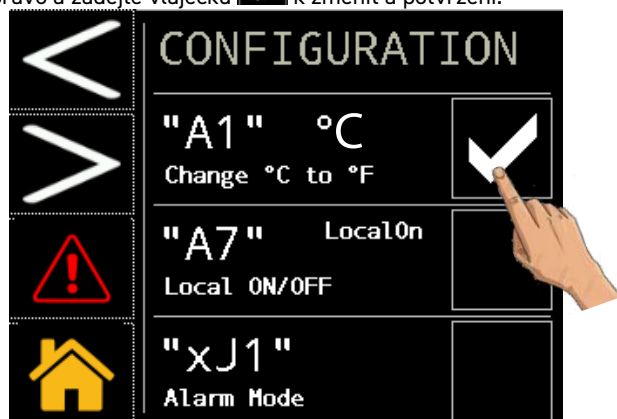 CONFIGURATION
"A1" °C
Change °C to °F
"A7" LocalOn
Local ON/OFF
"xJ1"
Alarm Mode